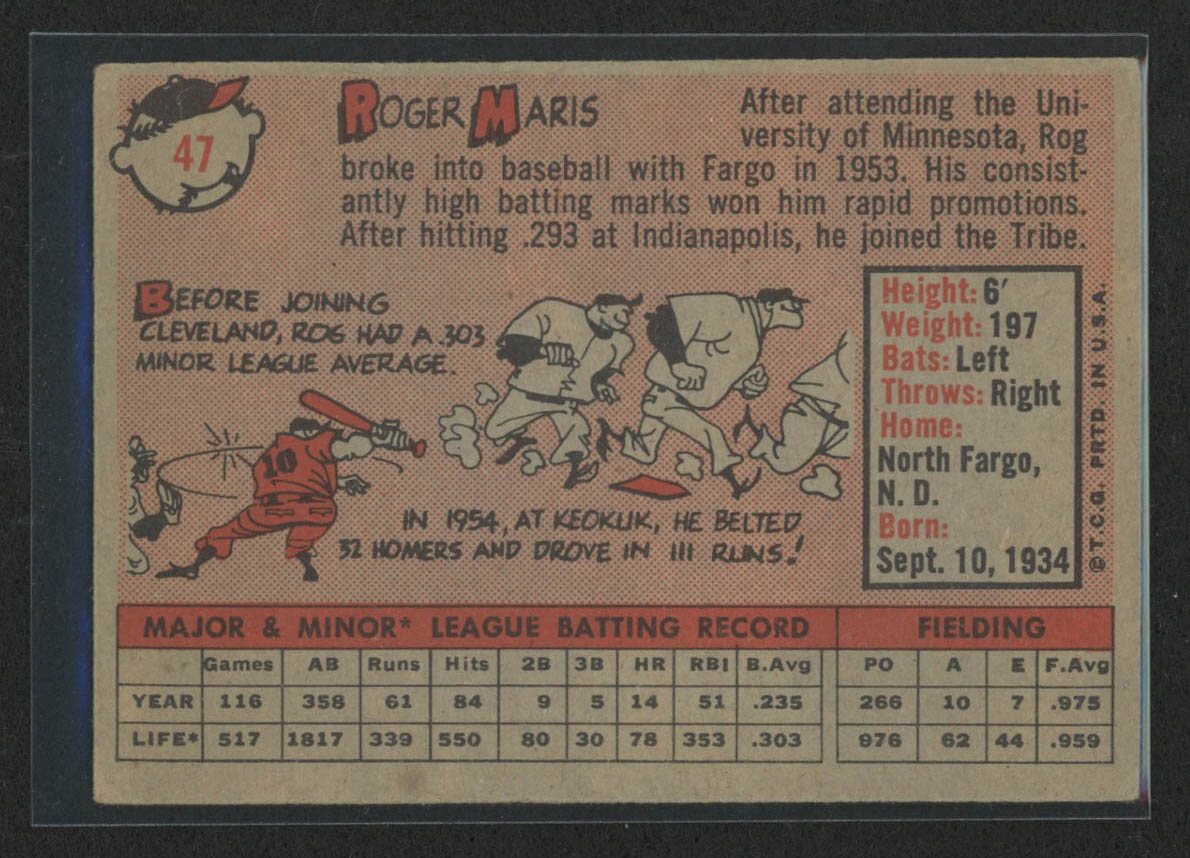 47
ROGER MARIS
After attending the Uni-
versity of Minnesota, Rog
broke into baseball with Fargo in 1953. His consist-
antly high batting marks won him rapid promotions.
After hitting .293 at Indianapolis, he joined the Tribe.
BEFORE JOINING
CLEVELAND, ROG HAD A .303
MINOR LEAGUE AVERAGE.
10
IN 1954, AT KEOKUK, HE BELTED
32 HOMERS AND DROVE IN 111 RUNS!
Height: 6′
Weight: 197
Bats: Left
Throws: Right
Home:
North Fargo,
N. D.
Born:
Sept. 10, 1934
©T.C.G. PRTD. IN U.S.A.
MAJOR & MINOR* LEAGUE BATTING RECORD FIELDING
Games AB Runs Hits 2B 3B HR RBI B.Avg PO A E F.Avg
YEAR 116 358 61 84 9 5 14 51 .235 266 10 7 .975
LIFE* 517 1817 339 550 80 30 78 353 .303 976 62 44 .959